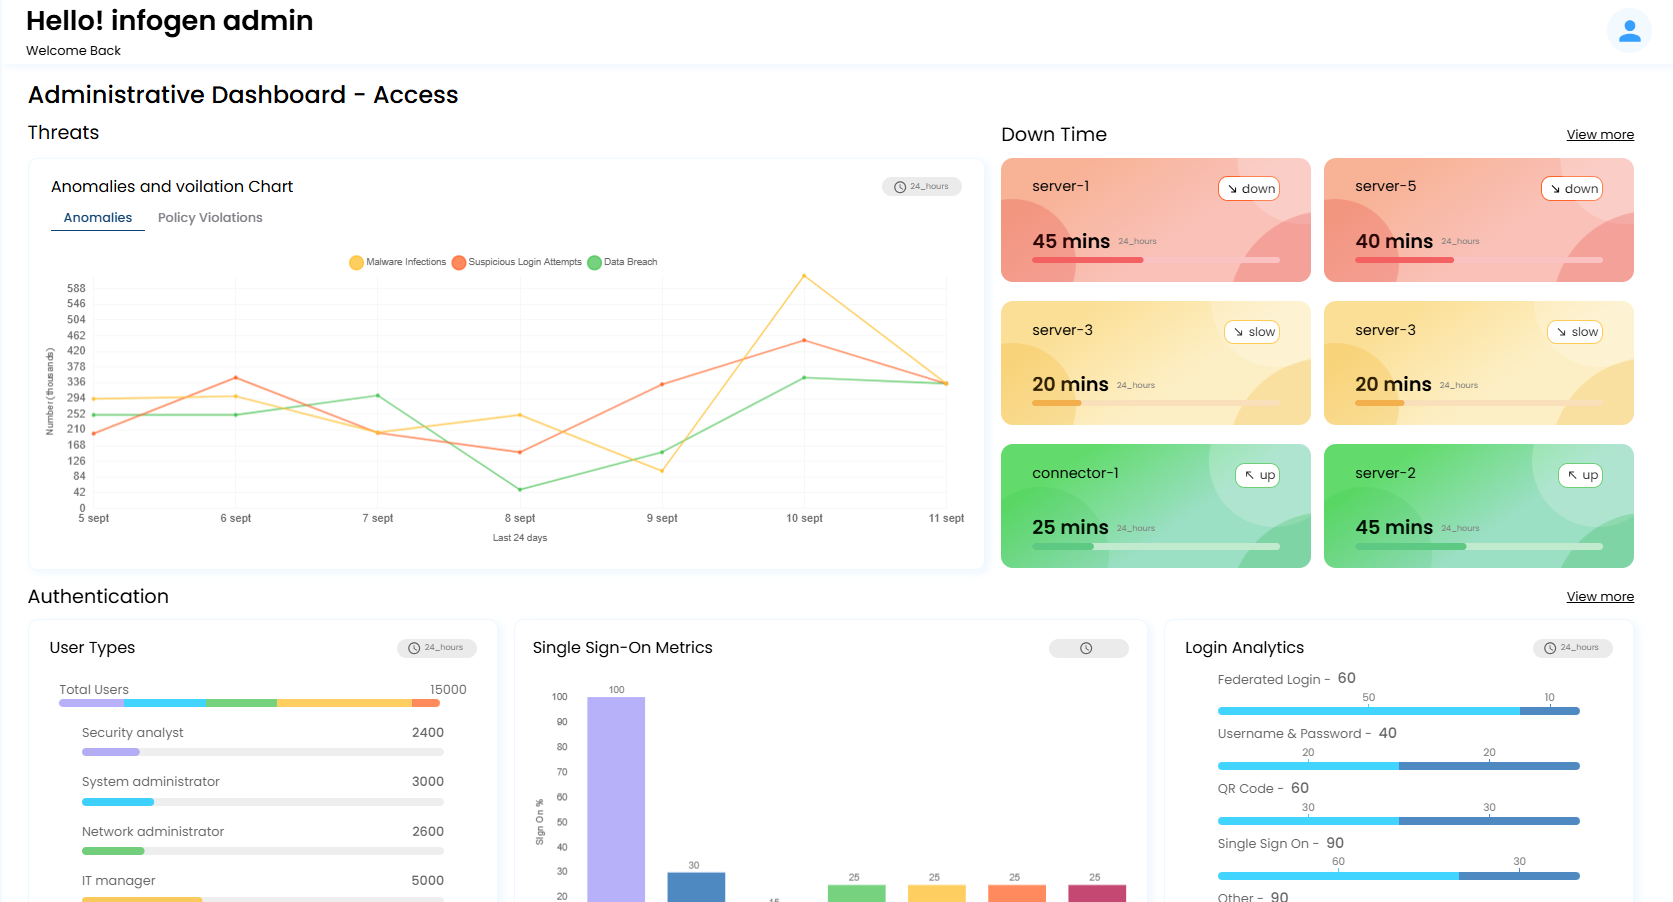 Hello! infogen admin
Welcome Back
Administrative Dashboard - Access
Threats
Anomalies and voilation Chart
24_hours
Anomalies Policy Violations
Malware Infections Suspicious Login Attempts Data Breach
588
546
504
462
420
378
336
294
252
210
168
126
84
42
0
Number(thousands)
5 sept 6 sept 7 sept 8 sept 9 sept 10 sept 11 sept
Last 24 days
Down Time
View more
server-1 down
45 mins 24_hours
server-5 down
40 mins 24_hours
server-3 slow
20 mins 24_hours
server-3 slow
20 mins 24_hours
connector-1 up
25 mins 24_hours
server-2 up
45 mins 24_hours
Authentication
View more
User Types
24_hours
Total Users 15000
Security analyst 2400
System administrator 3000
Network administrator 2600
IT manager 5000
Single Sign-On Metrics
100
90
80
70
60
50
40
30
20
Sign On %
100
30
15
25
25
25
25
Login Analytics
24_hours
Federated Login - 60
50 10
Username & Password - 40
20 20
QR Code - 60
30 30
Single Sign On - 90
60 30
Other - 90